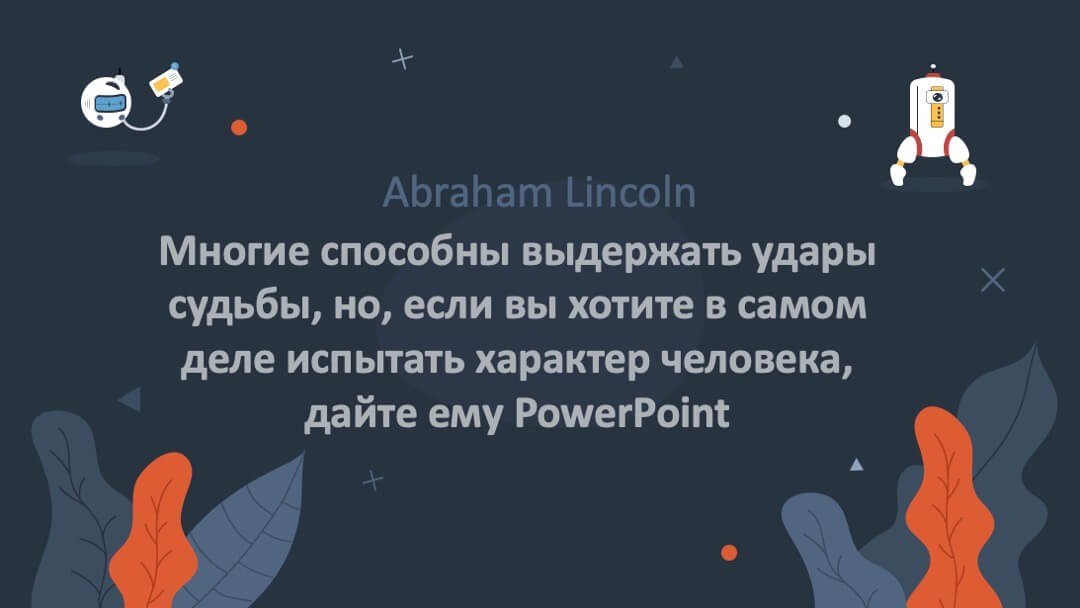 Abraham Lincoln
Многие способны выдержать удары
судьбы, но, если вы хотите в самом
деле испытать характер человека,
дайте ему PowerPoint